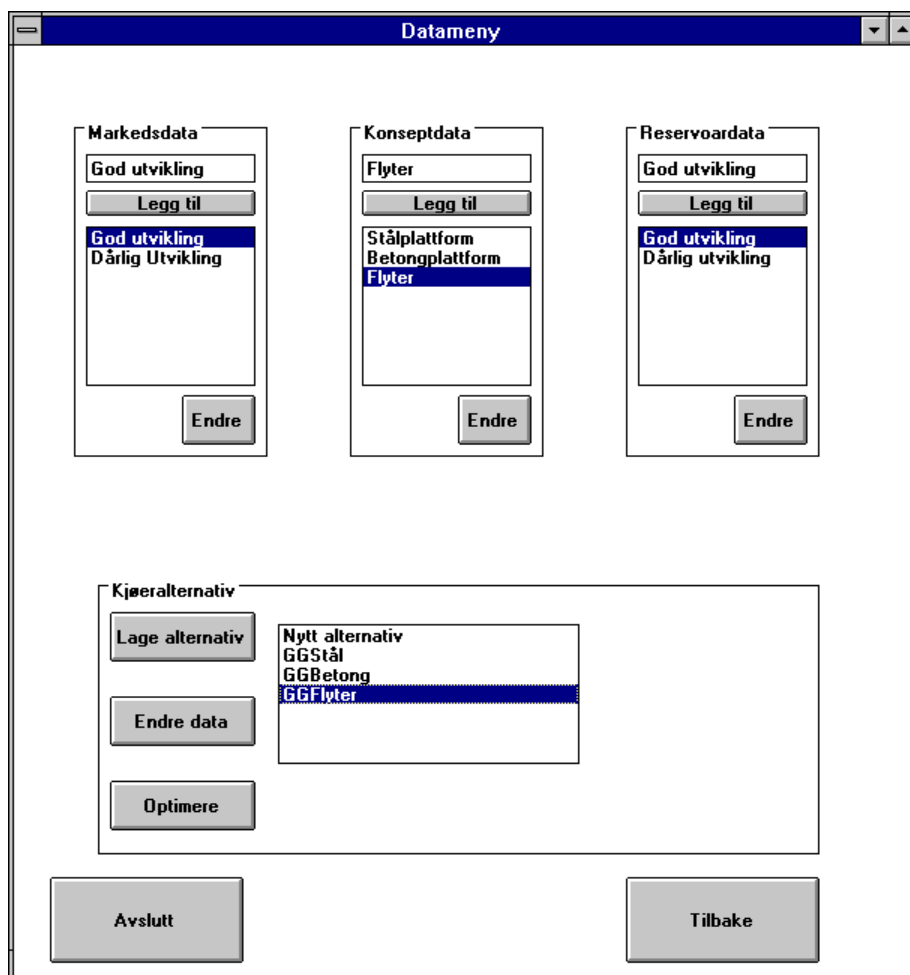 Datameny
Markedsdata
God utvikling
Legg til
God utvikling
Dårlig Utvikling
Endre
Konseptdata
Flyter
Legg til
Stålplattform
Betongplattform
Flyter
Endre
Reservoardata
God utvikling
Legg til
God utvikling
Dårlig utvikling
Endre
Kjøeralternativ
Lage alternativ
Endre data
Optimere
Nytt alternativ
GGStål
GGBetong
GGFlyter
Avslutt
Tilbake